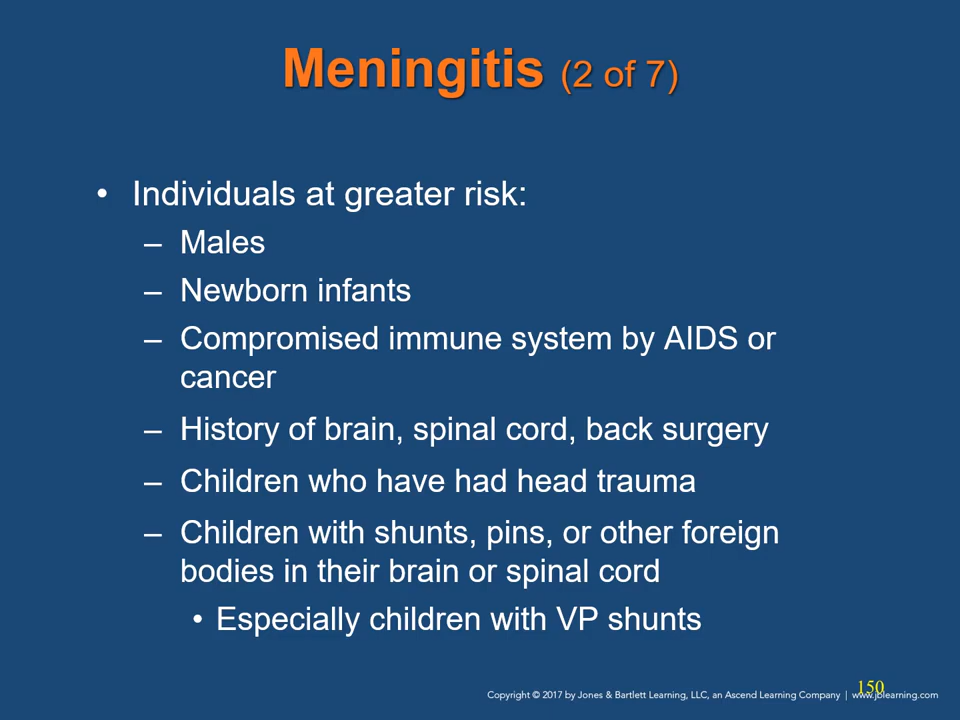 Meningitis (2 of 7)
• Individuals at greater risk:
– Males
– Newborn infants
– Compromised immune system by AIDS or
cancer
– History of brain, spinal cord, back surgery
– Children who have had head trauma
– Children with shunts, pins, or other foreign
bodies in their brain or spinal cord
• Especially children with VP shunts
150
Copyright © 2017 by Jones & Bartlett Learning, LLC, an Ascend Learning Company | www.jblearning.com